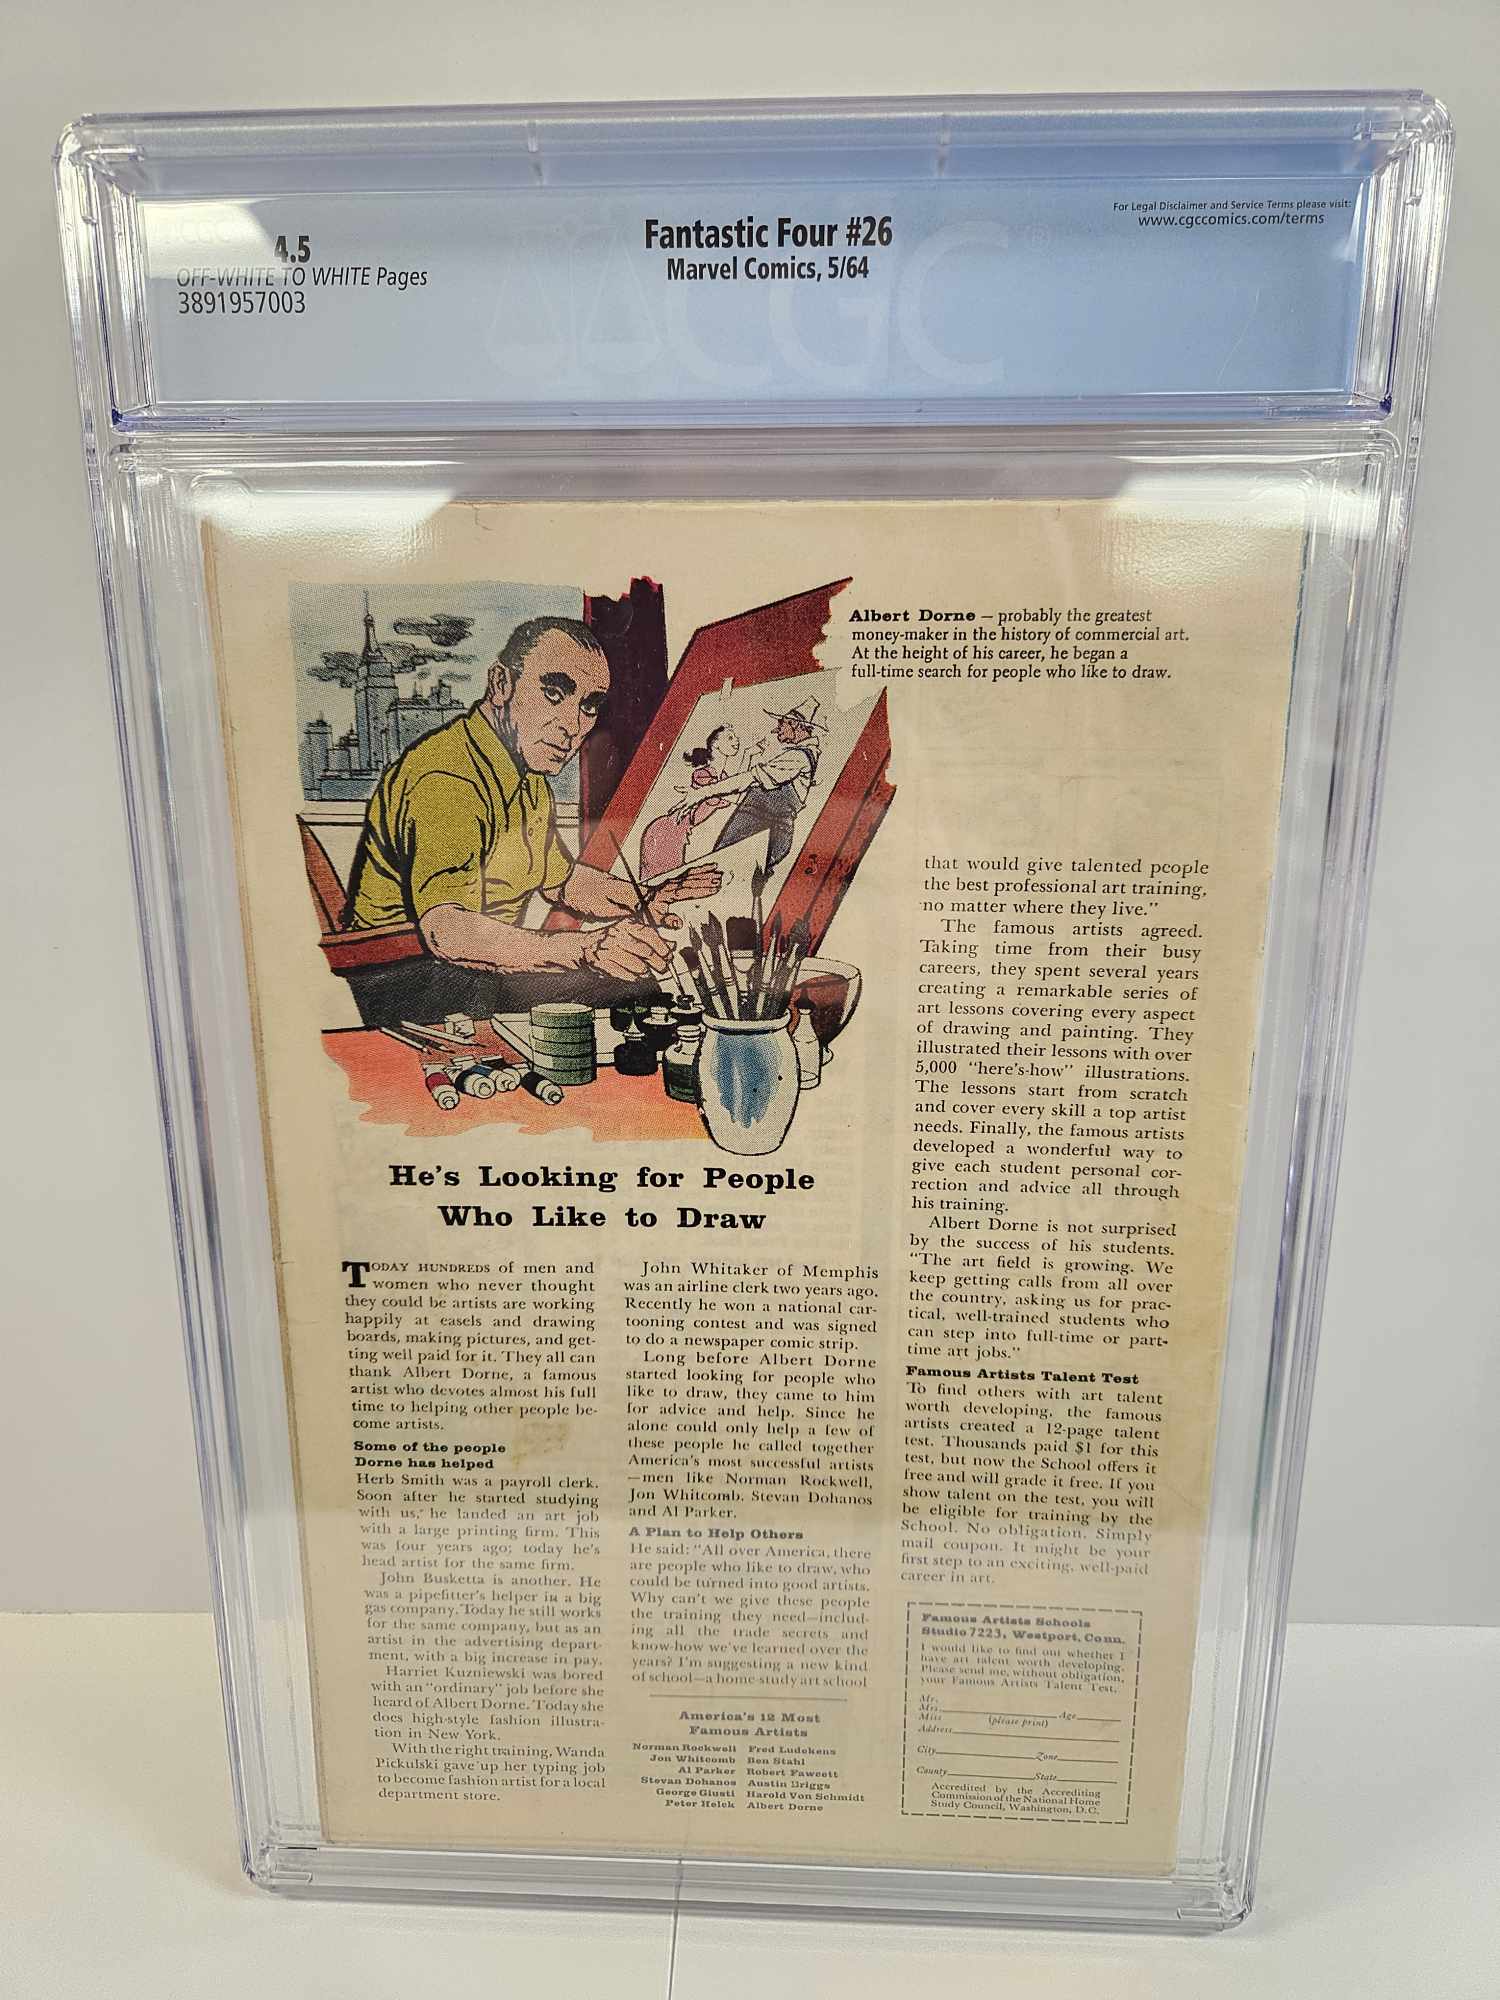 4.5
OFF-WHITE TO WHITE Pages
3891957003
Fantastic Four #26
Marvel Comics, 5/64
For Legal Disclaimer and Service Terms please visit:
www.cgccomics.com/terms
CGC
Albert Dorne — probably the greatest
money-maker in the history of commercial art.
At the height of his career, he began a
full-time search for people who like to draw.
He's Looking for People
Who Like to Draw
TODAY HUNDREDS of men and
women who never thought
they could be artists are working
happily at easels and drawing
boards, making pictures, and get-
ting well paid for it. They all can
thank Albert Dorne, a famous
artist who devotes almost his full
time to helping other people be-
come artists.
Some of the people
Dorne has helped
Herb Smith was a payroll clerk.
Soon after he started studying
with us, he landed an art job
with a large printing firm. This
was four years ago; today he's
head artist for the same firm.
John Busketta is another. He
was a pipefitter's helper in a big
gas company. Today he still works
for the same company, but as an
artist in the advertising depart-
ment, with a big increase in pay.
Harriet Kuzniewski was bored
with an "ordinary" job before she
heard of Albert Dorne. Today she
does high-style fashion illustra-
tion in New York.
With the right training, Wanda
Pickulski gave up her typing job
to become fashion artist for a local
department store.
John Whitaker of Memphis
was an airline clerk two years ago.
Recently he won a national car-
tooning contest and was signed
to do a newspaper comic strip.
Long before Albert Dorne
started looking for people who
like to draw, they came to him
for advice and help. Since he
alone could only help a few of
these people he called together
America's most successful artists
—men like Norman Rockwell,
Jon Whitcomb, Stevan Dohanos
and Al Parker.
A Plan to Help Others
He said: "All over America, there
are people who like to draw, who
could be turned into good artists.
Why can't we give these people
the training they need—includ-
ing all the trade secrets and
know-how we've learned over the
years? I'm suggesting a new kind
of school—a home study art school
America's 12 Most
Famous Artists
Norman Rockwell Fred Ludekens
Jon Whitcomb Ben Stahl
Al Parker Robert Fawcett
Stevan Dohanos Austin Briggs
George Giusti Harold Von Schmidt
Peter Helck Albert Dorne
that would give talented people
the best professional art training,
no matter where they live."
The famous artists agreed.
Taking time from their busy
careers, they spent several years
creating a remarkable series of
art lessons covering every aspect
of drawing and painting. They
illustrated their lessons with over
5,000 "here's-how" illustrations.
The lessons start from scratch
and cover every skill a top artist
needs. Finally, the famous artists
developed a wonderful way to
give each student personal cor-
rection and advice all through
his training.
Albert Dorne is not surprised
by the success of his students.
"The art field is growing. We
keep getting calls from all over
the country, asking us for prac-
tical, well-trained students who
can step into full-time or part-
time art jobs."
Famous Artists Talent Test
To find others with art talent
worth developing, the famous
artists created a 12-page talent
test. Thousands paid $1 for this
test, but now the School offers it
free and will grade it free. If you
show talent on the test, you will
be eligible for training by the
School. No obligation. Simply
mail coupon. It might be your
first step to an exciting, well-paid
career in art.
Famous Artists Schools
Studio 7223, Westport, Conn.
I would like to find out whether I
have art talent worth developing.
Please send me, without obligation,
your Famous Artists Talent Test.
Mr.
Mrs. Age
Miss (please print)
Address
City Zone
County State
Accredited by the Accrediting
Commission of the National Home
Study Council, Washington, D.C.